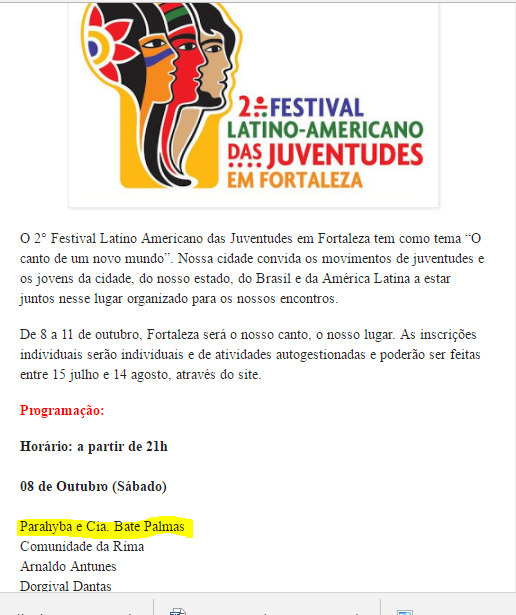 2º FESTIVAL
LATINO-AMERICANO
DAS JUVENTUDES
EM FORTALEZA
O 2° Festival Latino Americano das Juventudes em Fortaleza tem como tema “O
canto de um novo mundo”. Nossa cidade convida os movimentos de juventudes e
os jovens da cidade, do nosso estado, do Brasil e da América Latina a estar
juntos nesse lugar organizado para os nossos encontros.
De 8 a 11 de outubro, Fortaleza será o nosso canto, o nosso lugar. As inscrições
individuais serão individuais e de atividades autogestionadas e poderão ser feitas
entre 15 julho e 14 agosto, através do site.
Programação:
Horário: a partir de 21h
08 de Outubro (Sábado)
Parahyba e Cia. Bate Palmas
Comunidade da Rima
Arnaldo Antunes
Dorgival Dantas